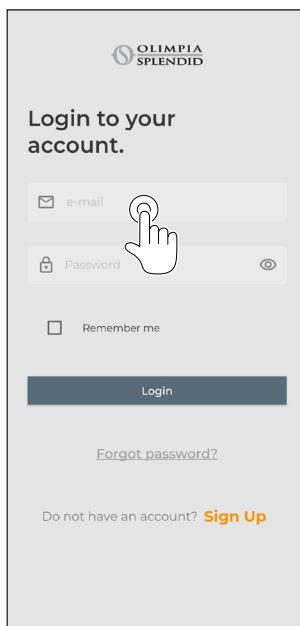 OLIMPIA
SPLENDID
Login to your
account.
e-mail
Password
Remember me
Login
Forgot password?
Do not have an account? Sign Up